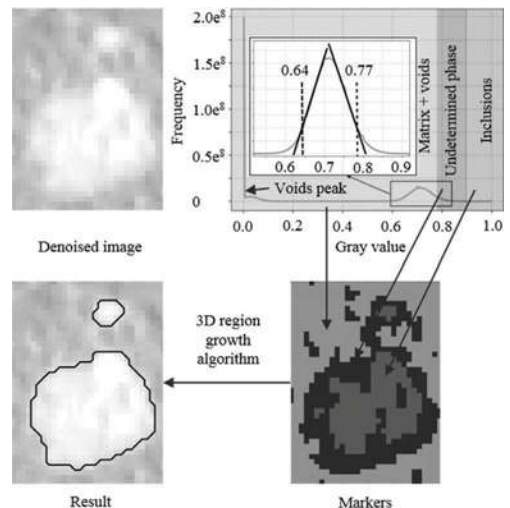 2.0e⁸
1.5e⁸
1.0e⁸
0.5e⁸
0
Frequency
0.64
0.77
0.6
0.7
0.8
0.9
Matrix + voids
Undetermined phase
Inclusions
Voids peak
0.0
0.2
0.4
0.6
0.8
1.0
Gray value
Denoised image
3D region
growth
algorithm
Result
Markers